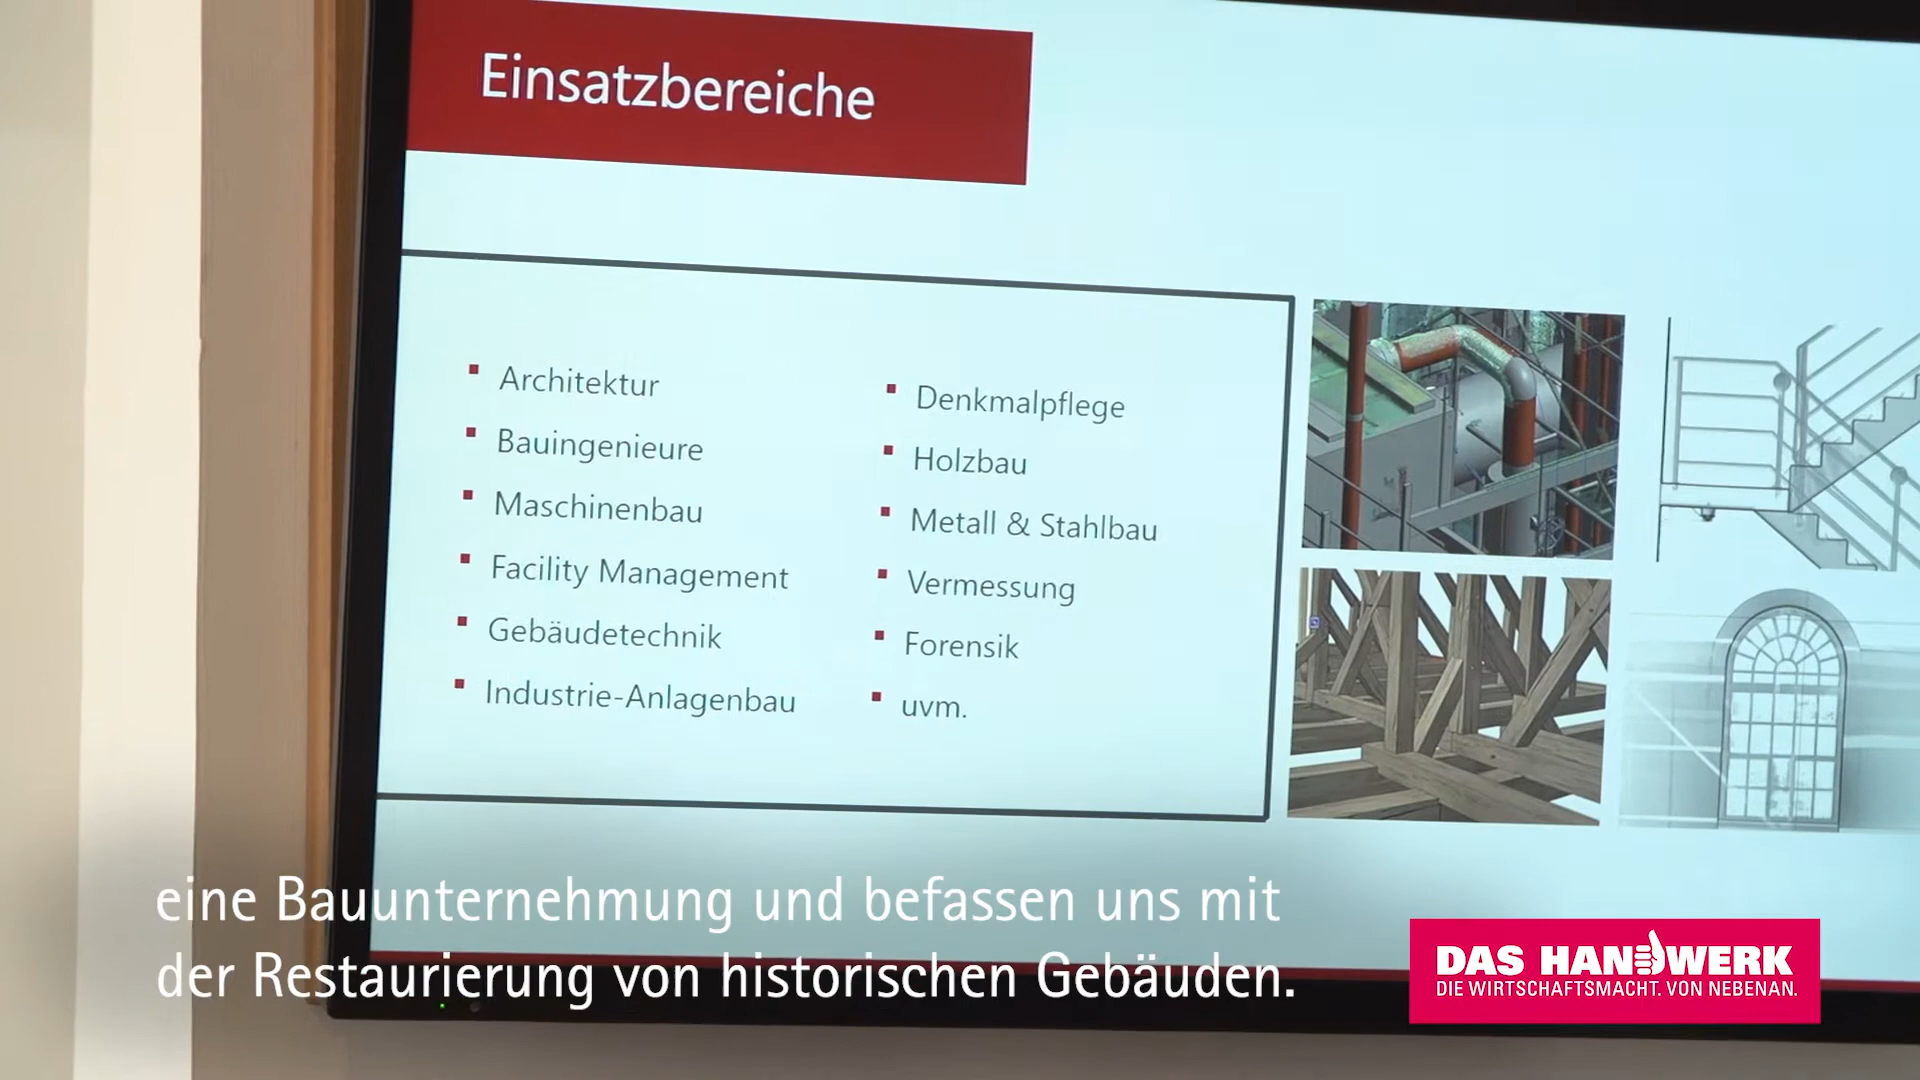 Einsatzbereiche
Architektur
Bauingenieure
Maschinenbau
Facility Management
Gebäudetechnik
Industrie-Anlagenbau
Denkmalpflege
Holzbau
Metall & Stahlbau
Vermessung
Forensik
uvm.
eine Bauunternehmung und befassen uns mit
der Restaurierung von historischen Gebäuden.
DAS HANDWERK
DIE WIRTSCHAFTSMACHT. VON NEBENAN.